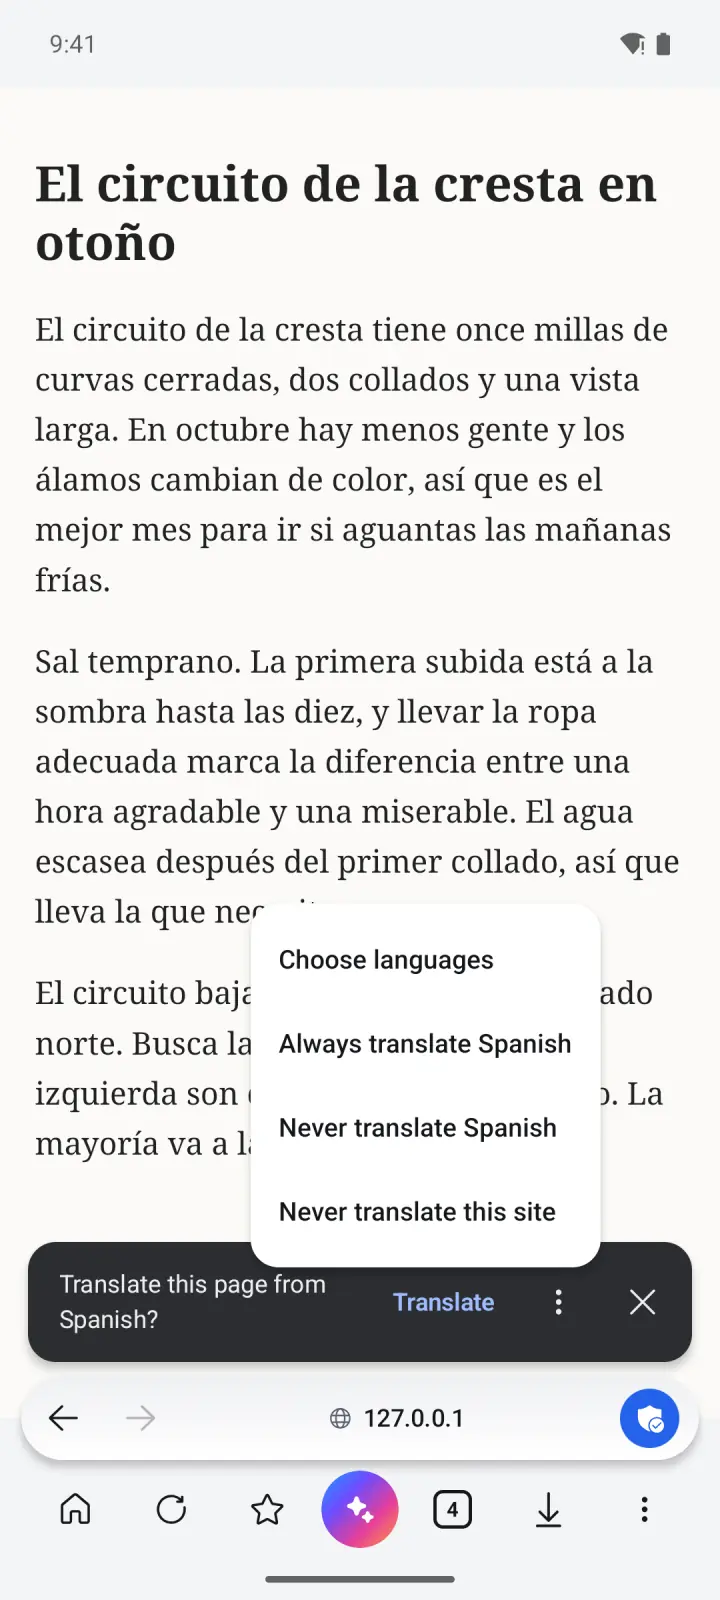 9:41
El circuito de la cresta en
otoño
El circuito de la cresta tiene once millas de
curvas cerradas, dos collados y una vista
larga. En octubre hay menos gente y los
álamos cambian de color, así que es el
mejor mes para ir si aguantas las mañanas
frías.
Sal temprano. La primera subida está a la
sombra hasta las diez, y llevar la ropa
adecuada marca la diferencia entre una
hora agradable y una miserable. El agua
escasea después del primer collado, así que
lleva la que
El circuito
norte. Busca
izquierda son
La
mayoría va a
Choose languages
Always translate Spanish
Never translate Spanish
Never translate this site
Translate this page from
Spanish?
Translate
127.0.0.1
4